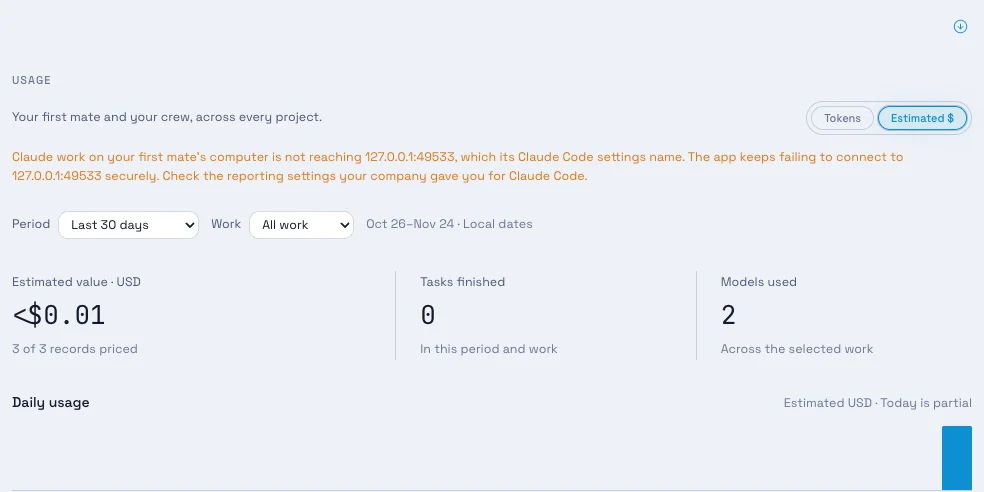 USAGE
Your first mate and your crew, across every project.
Tokens
Estimated $
Claude work on your first mate's computer is not reaching 127.0.0.1:49533, which its Claude Code settings name. The app keeps failing to connect to
127.0.0.1:49533 securely. Check the reporting settings your company gave you for Claude Code.
Period
Last 30 days
Work
All work
Oct 26–Nov 24 · Local dates
Estimated value · USD
<$0.01
3 of 3 records priced
Tasks finished
0
In this period and work
Models used
2
Across the selected work
Daily usage
Estimated USD · Today is partial